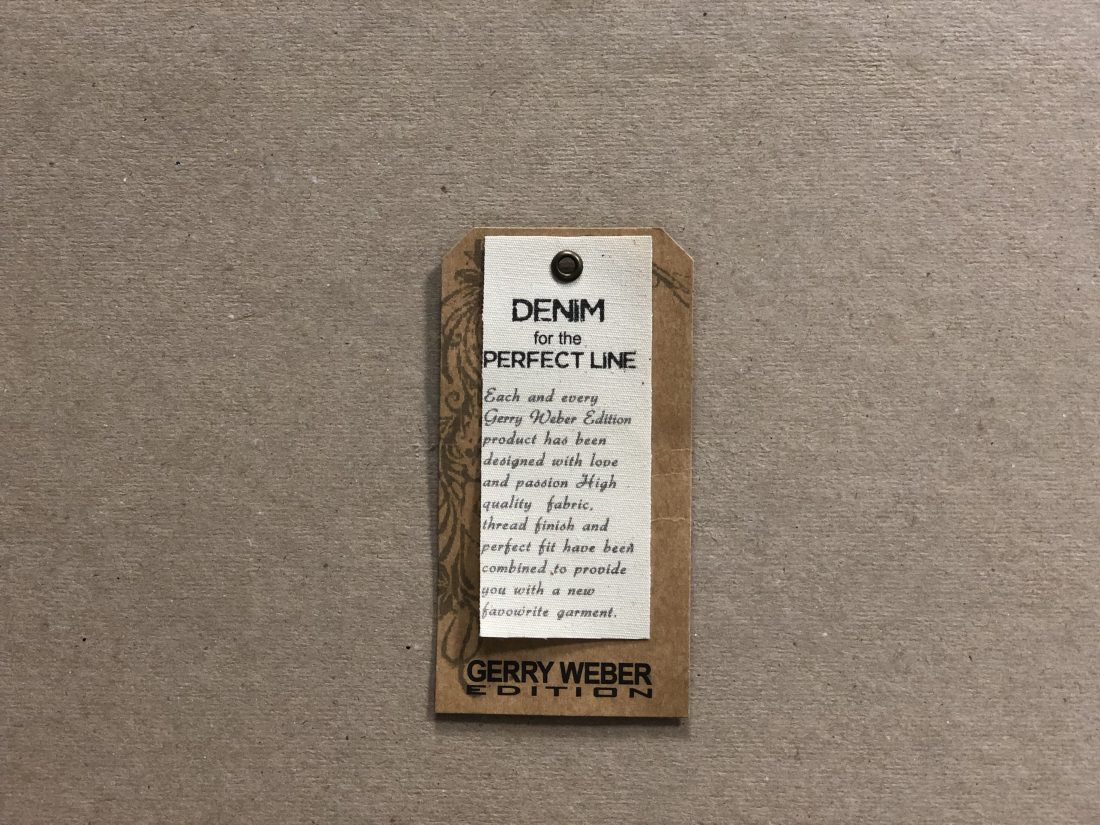 DENIM
for the
PERFECT LINE
Each and every
Gerry Weber Edition
product has been
designed with love
and passion High
quality fabric,
thread finish and
perfect fit have been
combined to provide
you with a new
favourite garment.
GERRY WEBER
EDITION